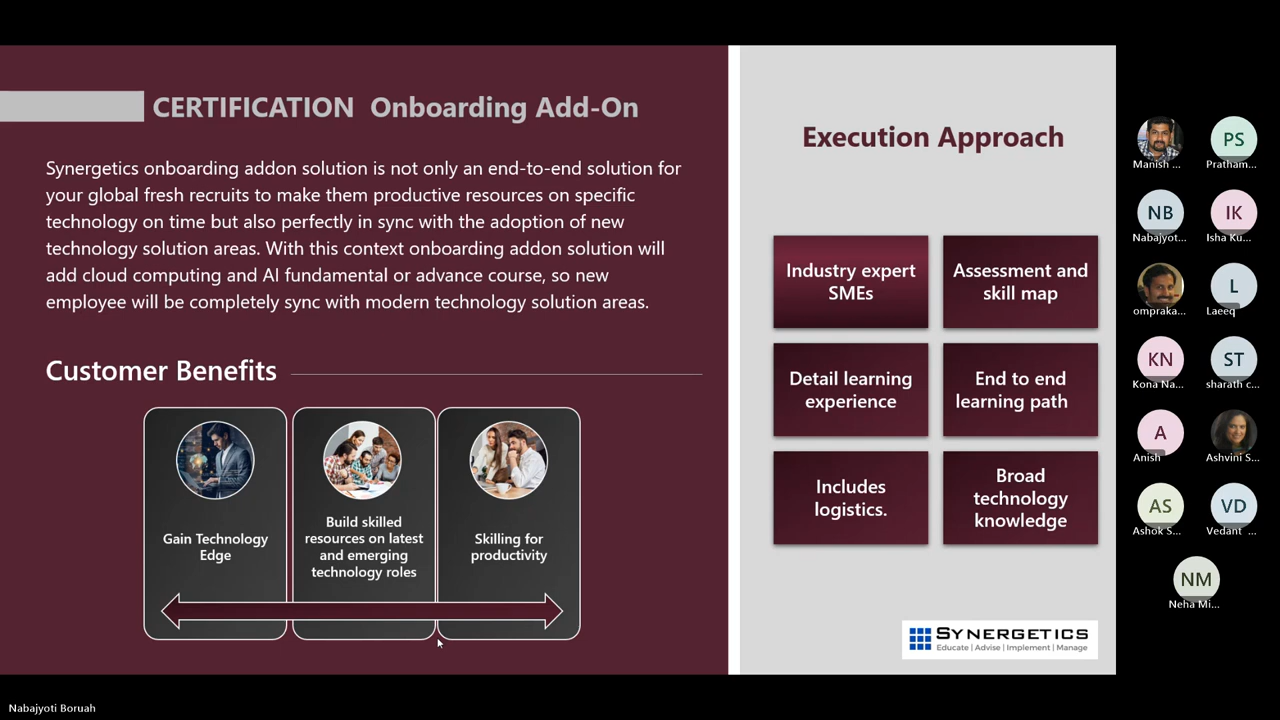 CERTIFICATION Onboarding Add-On
Synergetics onboarding addon solution is not only an end-to-end solution for
your global fresh recruits to make them productive resources on specific
technology on time but also perfectly in sync with the adoption of new
technology solution areas. With this context onboarding addon solution will
add cloud computing and AI fundamental or advance course, so new
employee will be completely sync with modern technology solution areas.
Customer Benefits
Gain Technology
Edge
Build skilled
resources on latest
and emerging
technology roles
Skilling for
productivity
Execution Approach
Industry expert
SMEs
Assessment and
skill map
Detail learning
experience
End to end
learning path
Includes
logistics.
Broad
technology
knowledge
SYNERGETICS
Educate | Advise | Implement | Manage
Manish ...
PS
Pratham...
NB
Nabajyot...
IK
Isha Ku...
ompraka...
L
Laeeq
KN
Kona Na...
ST
sharath c...
A
Anish
Ashvini S...
AS
Ashok S...
VD
Vedant ...
NM
Neha Mi...
Nabajyoti Boruah